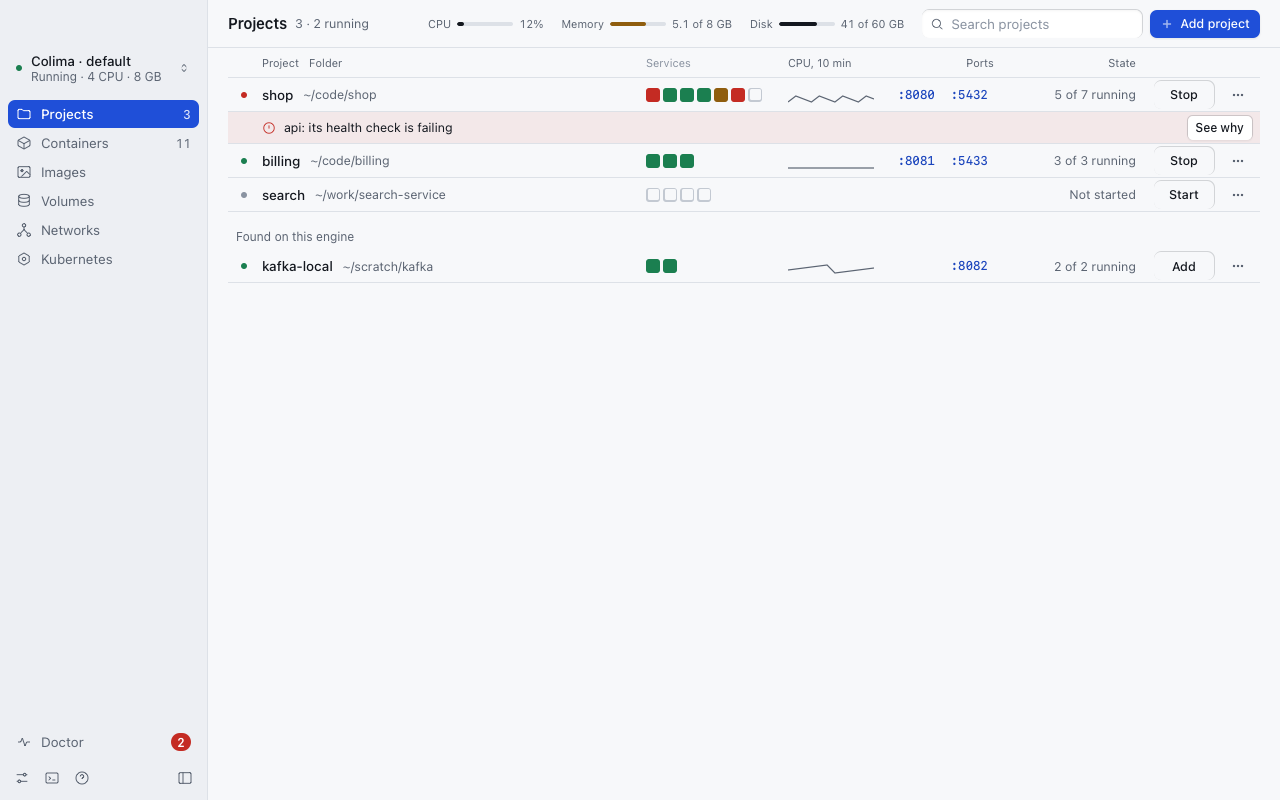 Colima · default
Running · 4 CPU · 8 GB
Projects 3
Containers 11
Images
Volumes
Networks
Kubernetes
Doctor 2
Projects 3 · 2 running CPU 12% Memory 5.1 of 8 GB Disk 41 of 60 GB Search projects Add project
Project Folder Services CPU, 10 min Ports State
shop ~/code/shop :8080 :5432 5 of 7 running Stop
api: its health check is failing See why
billing ~/code/billing :8081 :5433 3 of 3 running Stop
search ~/work/search-service Not started Start
Found on this engine
kafka-local ~/scratch/kafka :8082 2 of 2 running Add